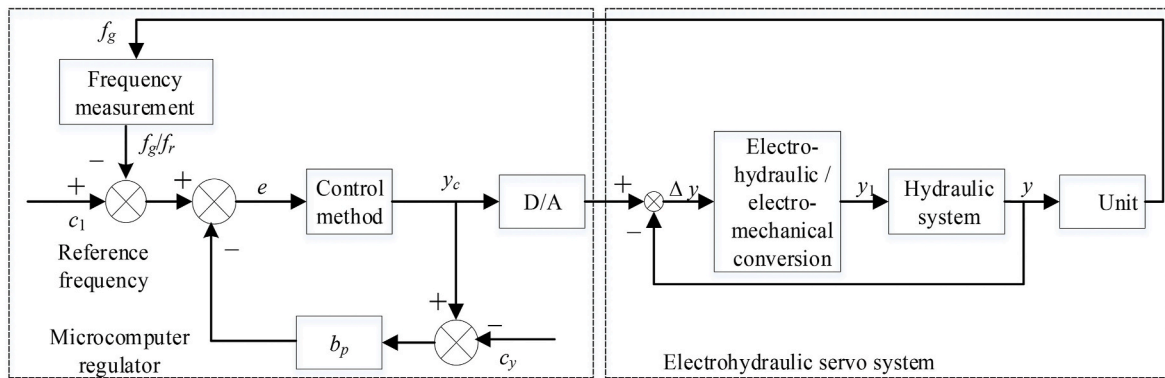 f_g
Frequency
measurement
f_g/f_r
−
+
c_1
Reference
frequency
+
−
e
Control
method
y_c
D/A
+
−
c_y
b_p
Microcomputer
regulator
+
−
Δ y
Electro-
hydraulic /
electro-
mechanical
conversion
y_1
Hydraulic
system
y
Unit
Electrohydraulic servo system